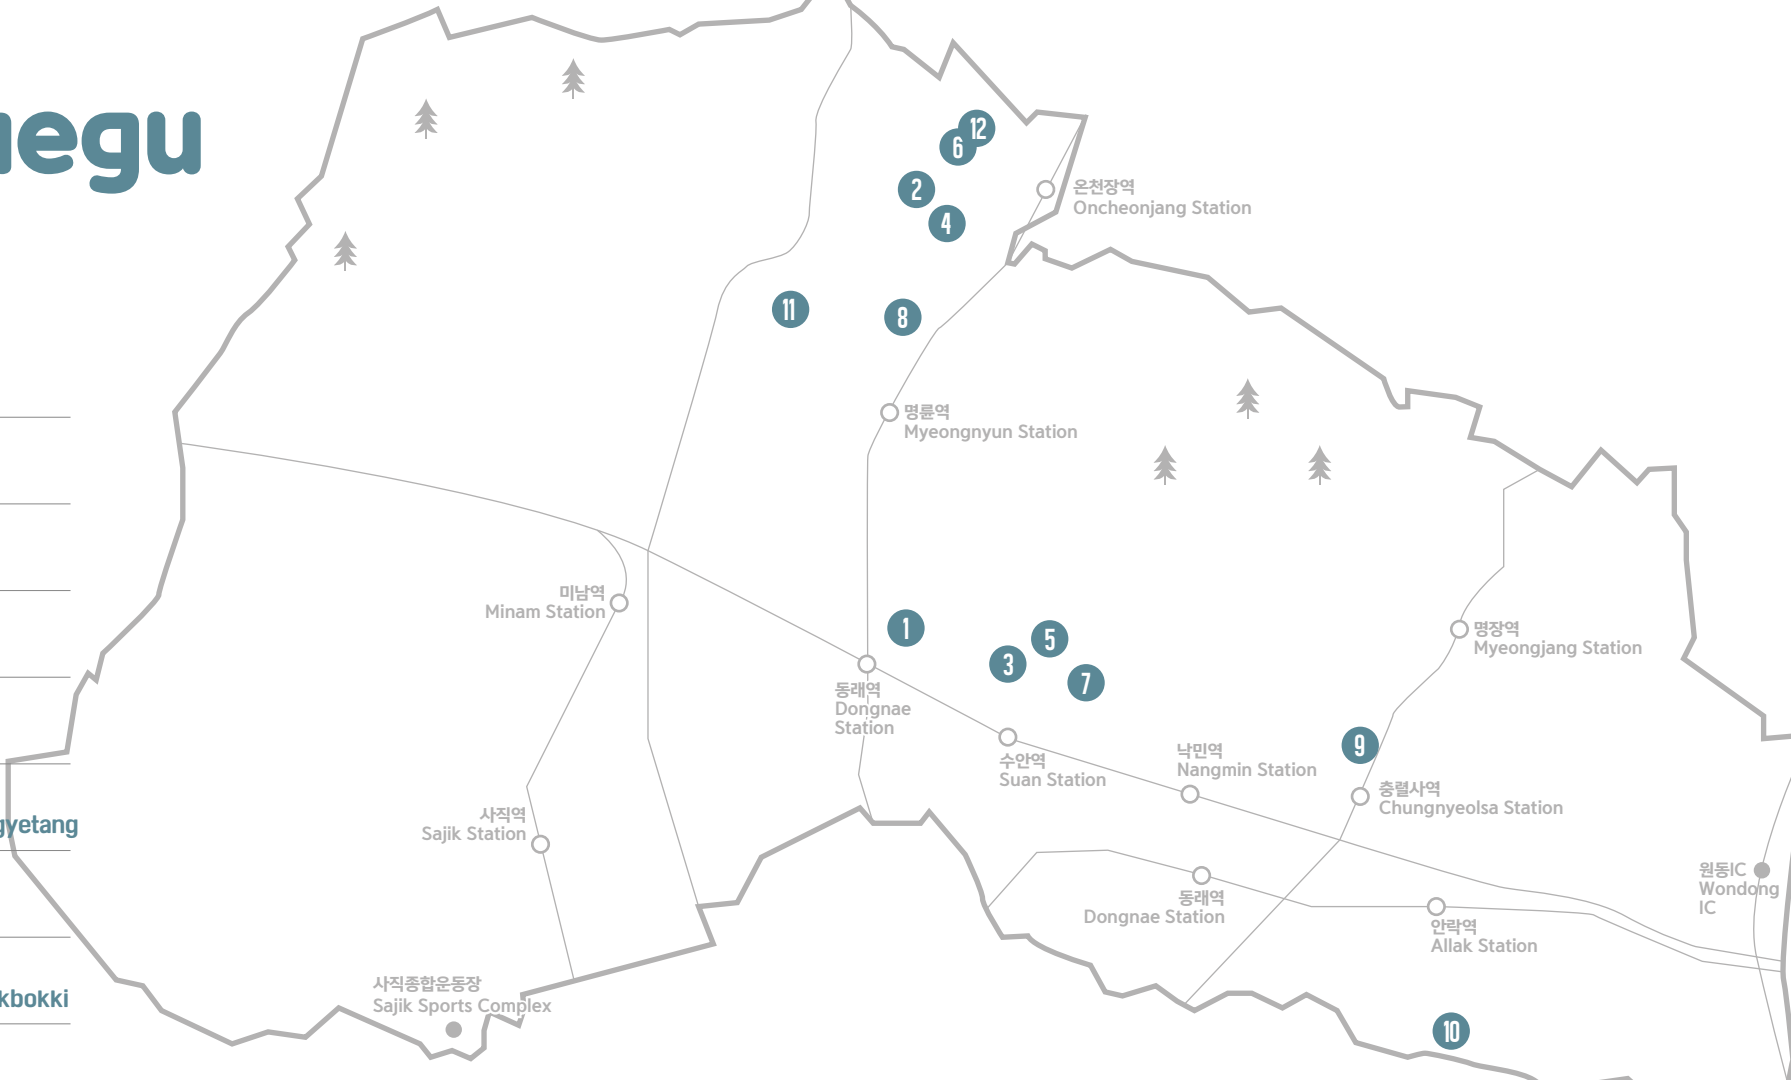 aegu
12
6
2
4
온천장역
Oncheonjang Station
11
8
명륜역
Myeongnyun Station
미남역
Minam Station
1
5
3
7
명장역
Myeongjang Station
동래역
Dongnae
Station
9
수안역
Suan Station
낙민역
Nangmin Station
충렬사역
Chungnyeolsa Station
사직역
Sajik Station
gyetang
원동IC
Wondong
IC
동래역
Dongnae Station
안락역
Allak Station
kbokki
사직종합운동장
Sajik Sports Complex
10